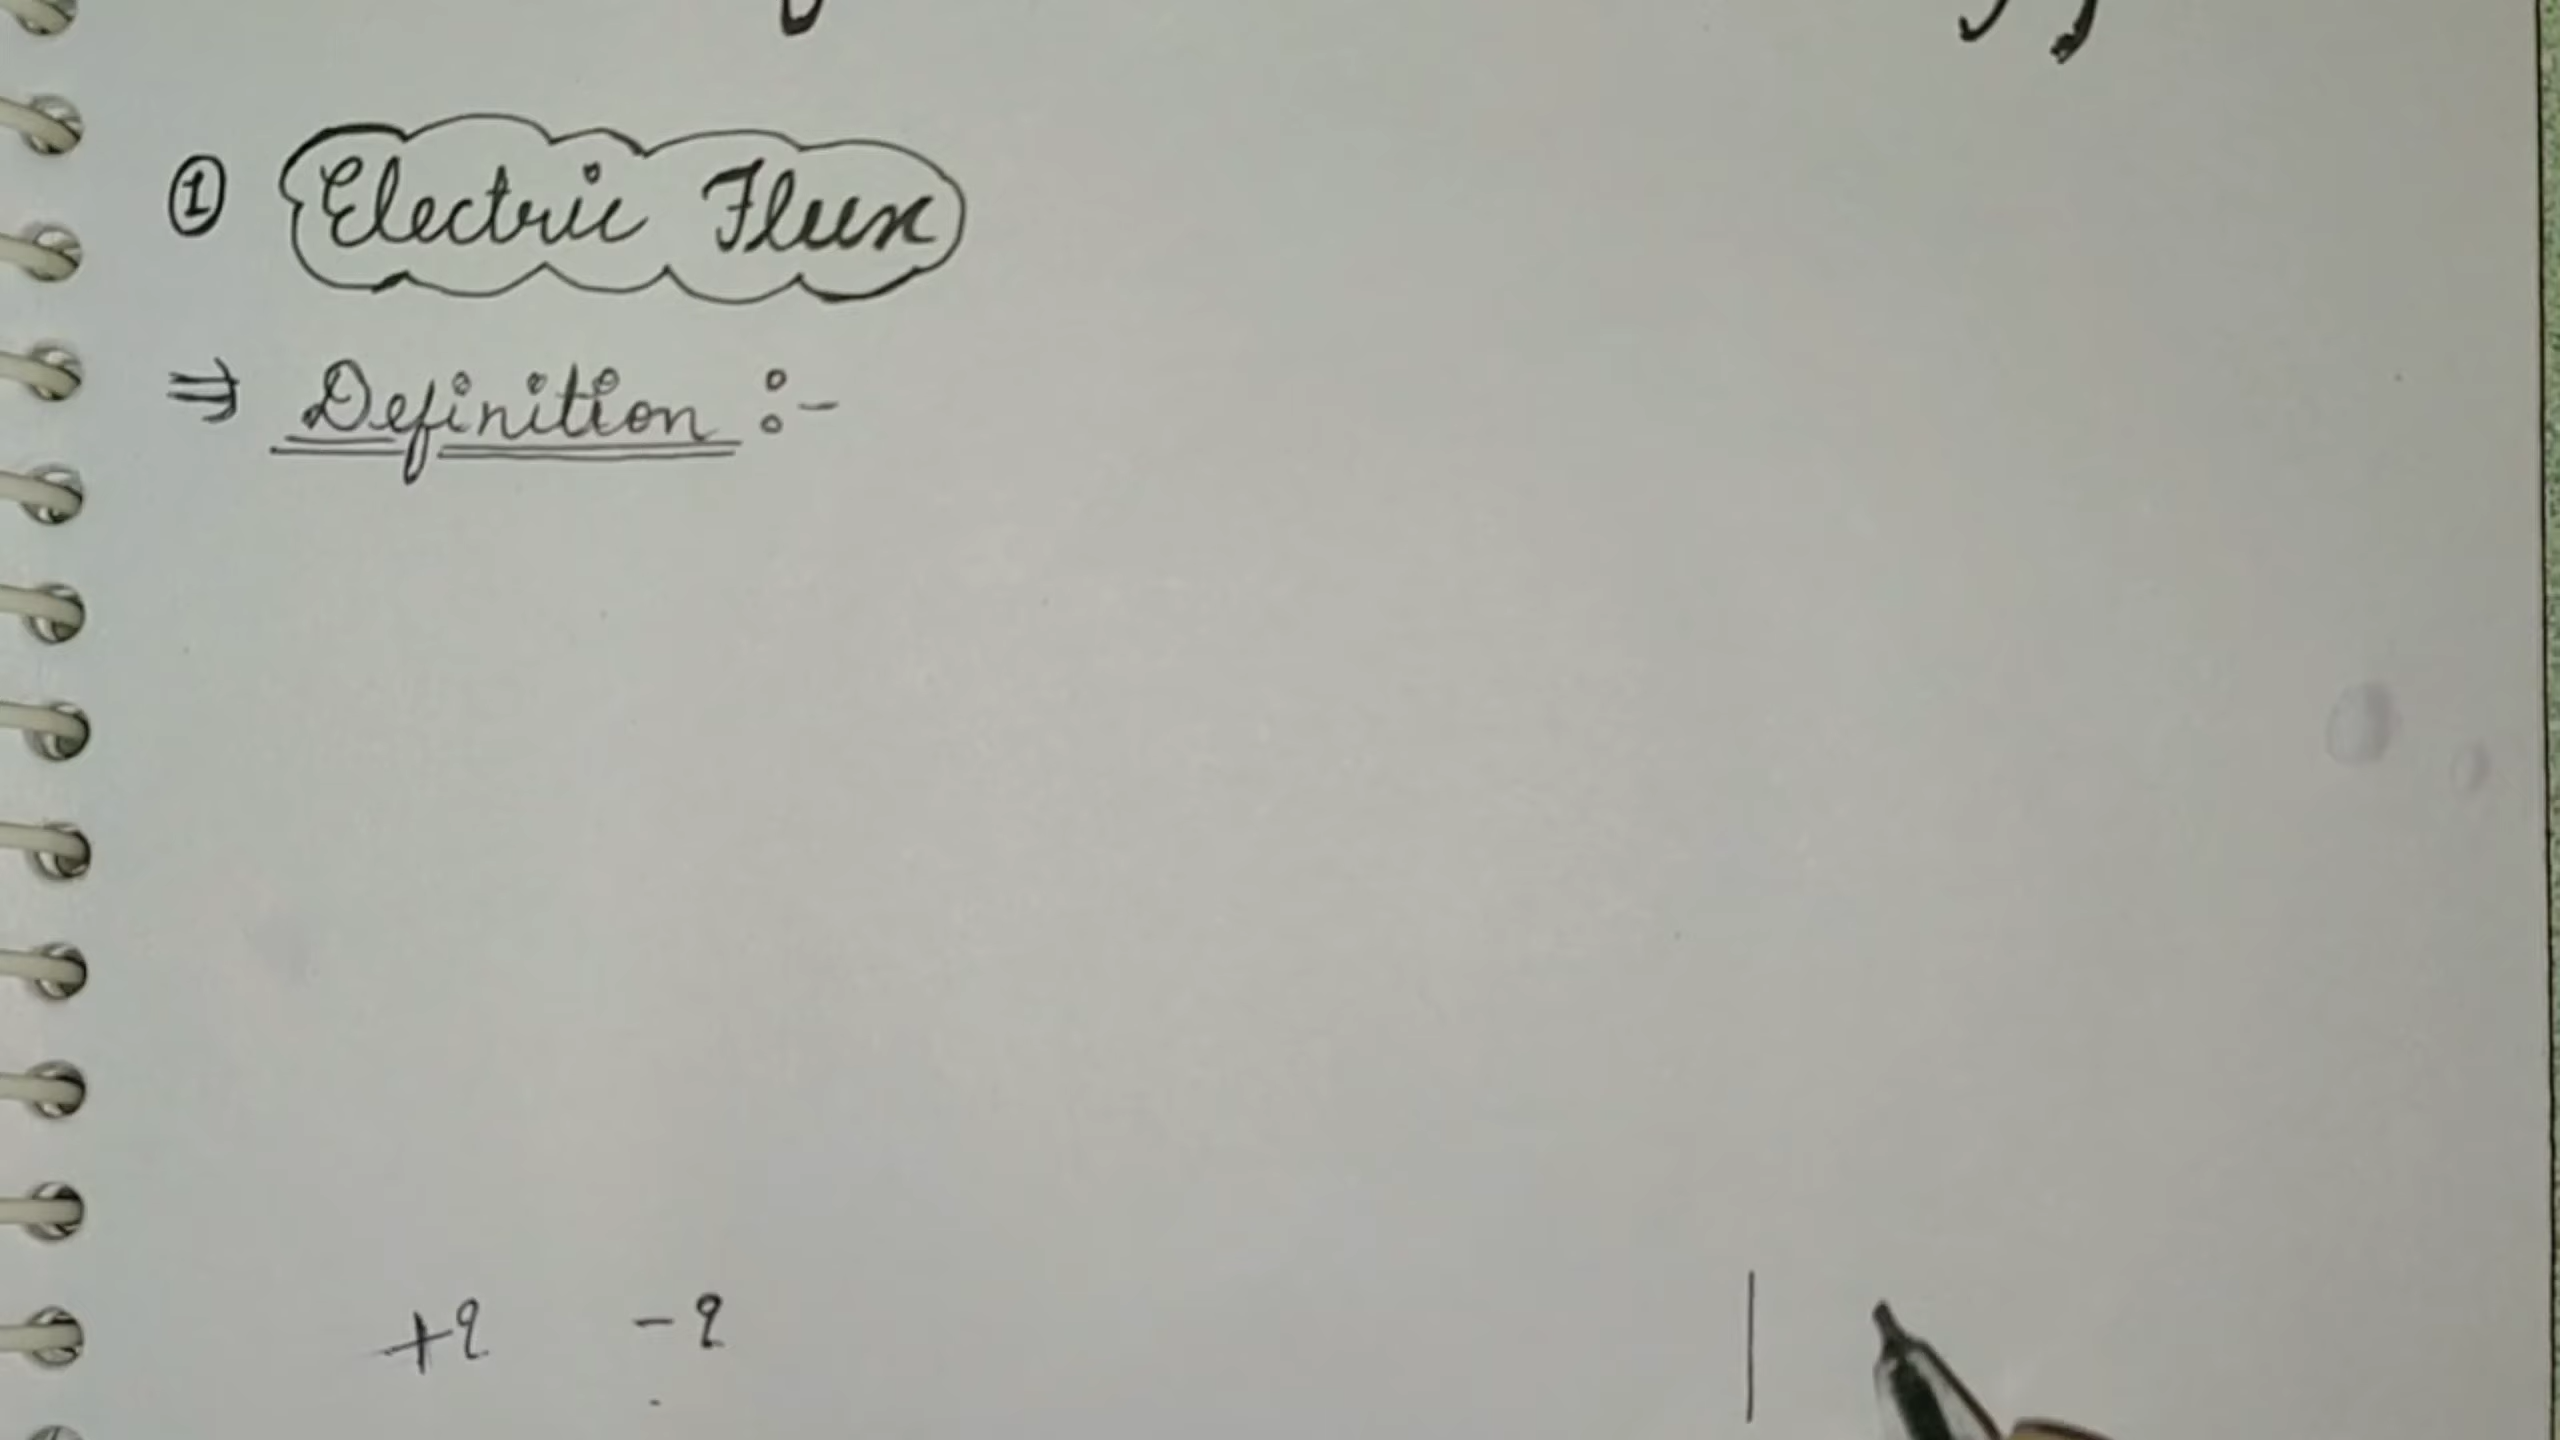 ① Electric Flux
⇒ Definition :-
+q -q